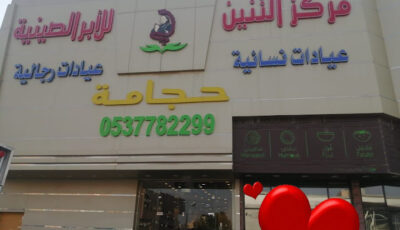 مركز التنين للإبر الصينية
عيادات نسائية عيادات رجالية
حجامة
0537782299